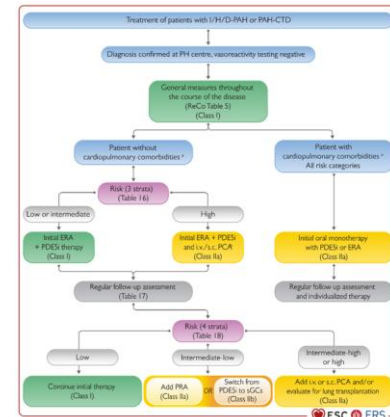 Treatment of patients with I/H/D-PAH or PAH-CTD
Diagnosis confirmed at PH centre, vasoreactivity testing negative
General measures throughout
the course of the disease
(ReCo Table 5)
(Class I)
Patient without
cardiopulmonary comorbidities a
Patient with
cardiopulmonary comorbidities a
All risk categories
Risk (3 strata)
(Table 16)
Low or intermediate
High
Initial ERA
+ PDE5i therapy
(Class I)
Initial ERA + PDE5i
and i.v./s.c. PCA
(Class IIa)
Initial oral monotherapy
with PDE5i or ERA
(Class IIa)
Regular follow-up assessment
(Table 17)
Regular follow-up assessment
and individualized therapy
Risk (4 strata)
(Table 18)
Low
Intermediate-low
Intermediate-high
or high
Continue initial therapy
(Class I)
Add PRA
(Class IIa)
OR
Switch from
PDE5i to sGCs
(Class IIb)
Add i.v. or s.c. PCA and/or
evaluate for lung transplantation
(Class IIa)
ESC ERS